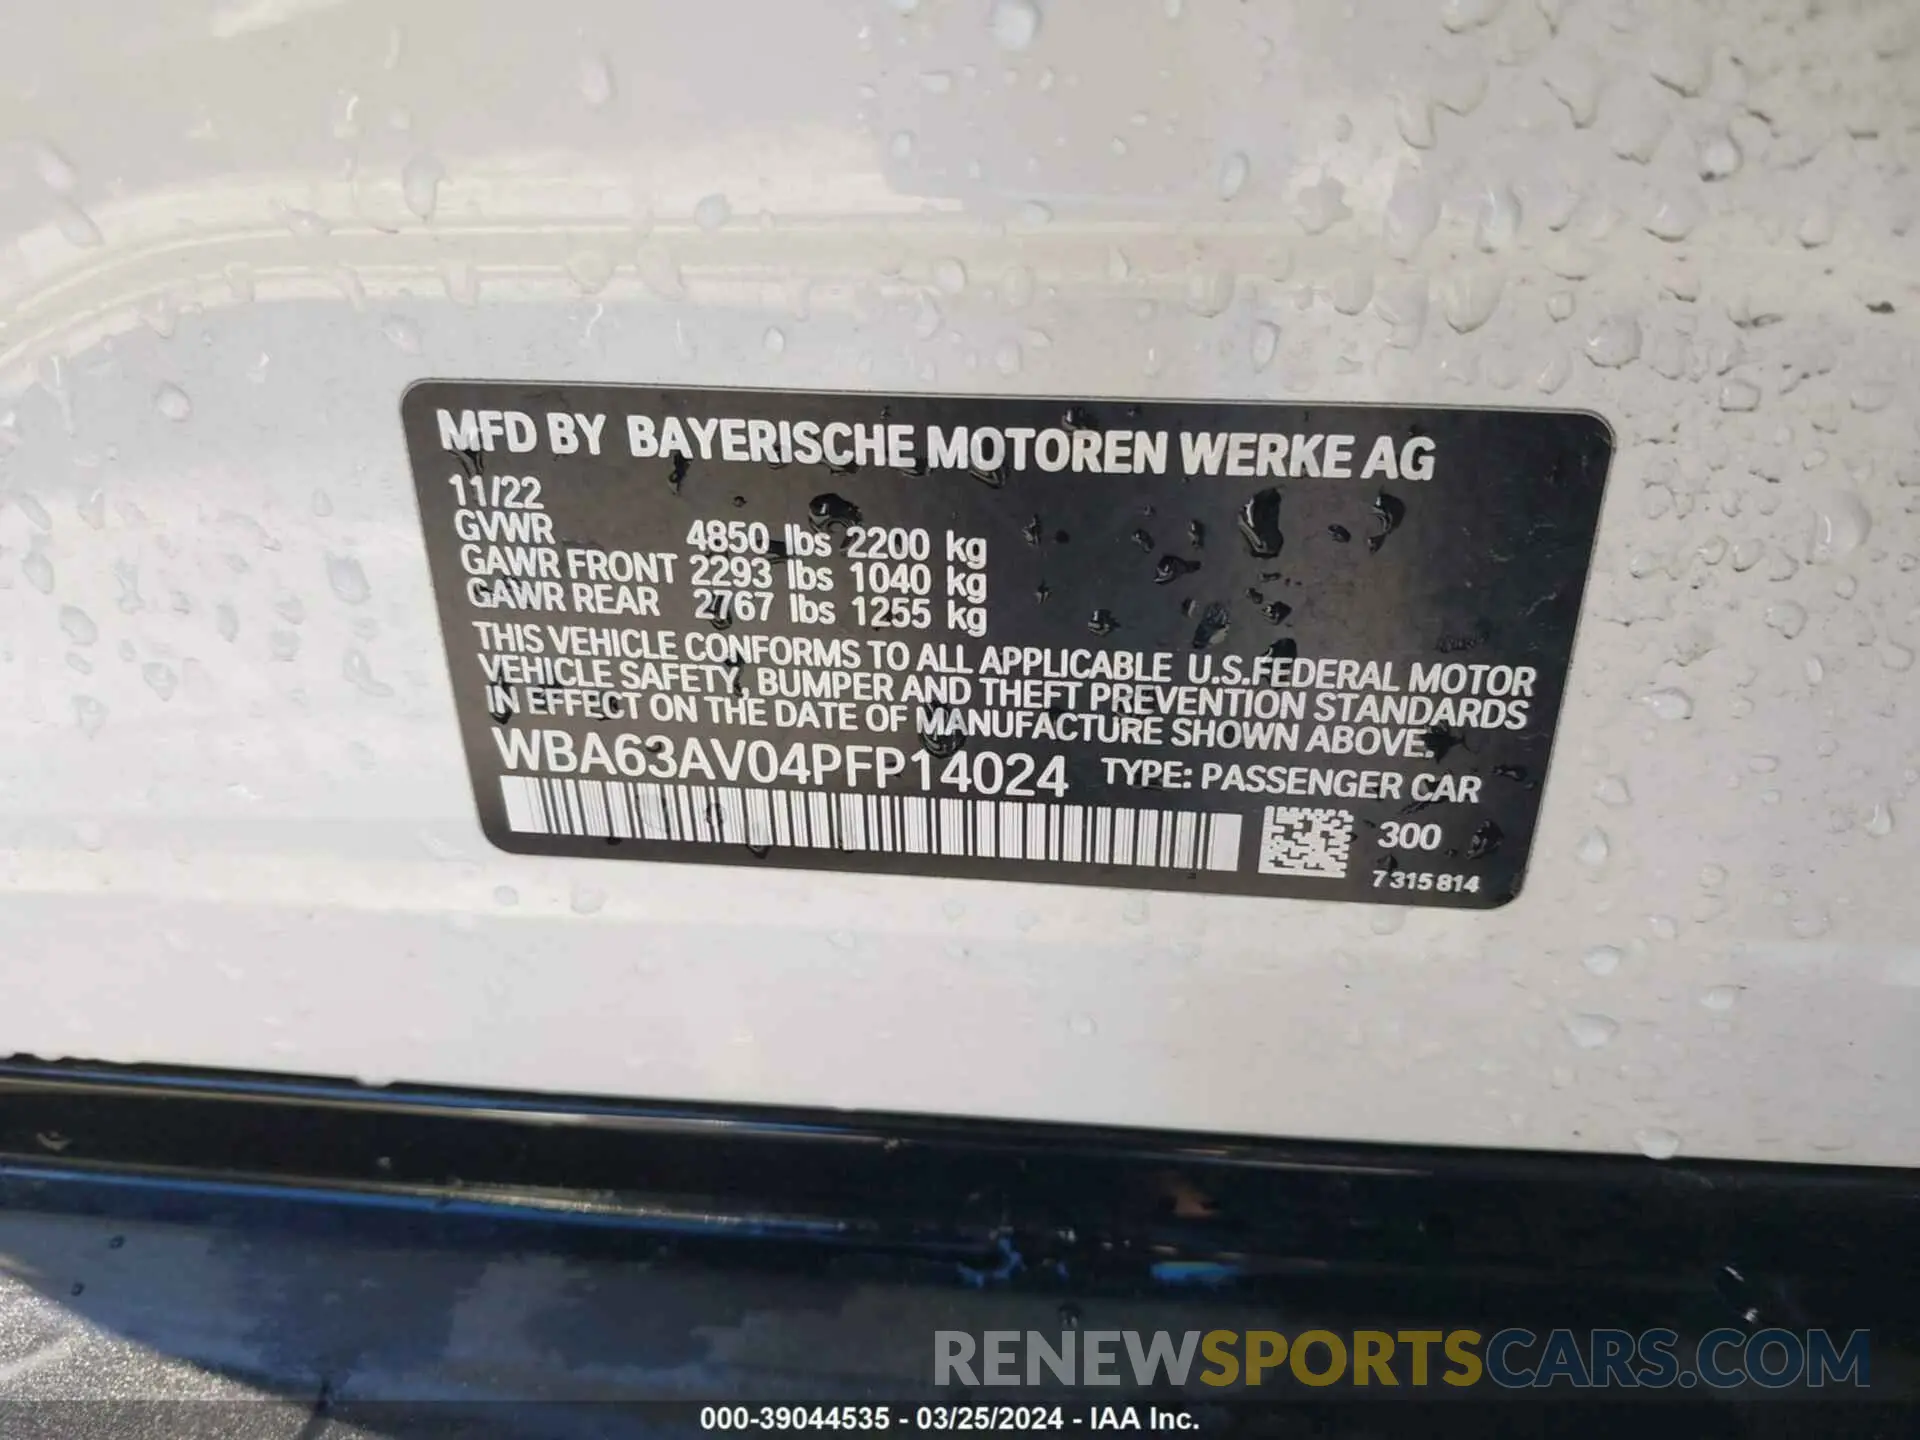 MFD BY BAYERISCHE MOTOREN WERKE AG
11/22
GVWR 4850 lbs 2200 kg
GAWR FRONT 2293 lbs 1040 kg
GAWR REAR 2767 lbs 1255 kg
THIS VEHICLE CONFORMS TO ALL APPLICABLE U.S.FEDERAL MOTOR
VEHICLE SAFETY, BUMPER AND THEFT PREVENTION STANDARDS
IN EFFECT ON THE DATE OF MANUFACTURE SHOWN ABOVE.
WBA63AV04PFP14024 TYPE: PASSENGER CAR
300
7315814
RENEWSPORTSCARS.COM
000-39044535 - 03/25/2024 - IAA Inc.